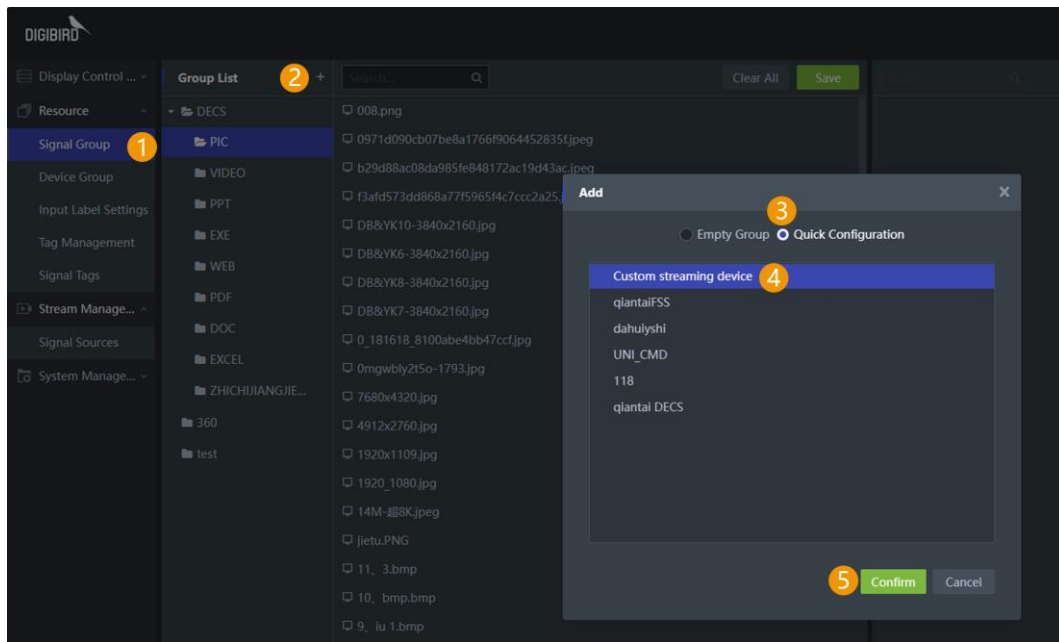 DIGIBIRD
Display Control ...
Resource
Signal Group 1
Device Group
Input Label Settings
Tag Management
Signal Tags
Stream Manage...
Signal Sources
System Manage...
Group List 2 +
DECS
PIC
VIDEO
PPT
EXE
WEB
PDF
DOC
EXCEL
ZHICHIJIANGJIE...
360
test
Search...
Clear All
Save
008.png
0971d090cb07be8a1766f9064452835f.jpeg
b29d88ac08da985fe848172ac19d43ac.jpeg
f3afd573dd868a77f5965f4c7ccc2a25.j
DB&YK10-3840x2160.jpg
DB&YK6-3840x2160.jpg
DB&YK8-3840x2160.jpg
DB&YK7-3840x2160.jpg
0_181618_8100abe4bb47ccf.jpg
0mgwbly2t5o-1793.jpg
7680x4320.jpg
4912x2760.jpg
1920x1109.jpg
1920_1080.jpg
14M-超8K.jpeg
jietu.PNG
11、3.bmp
10、bmp.bmp
9、iu 1.bmp
Add X
3
Empty Group Quick Configuration
Custom streaming device 4
qiantaiFSS
dahuiyshi
UNI_CMD
118
qiantai DECS
5 Confirm Cancel